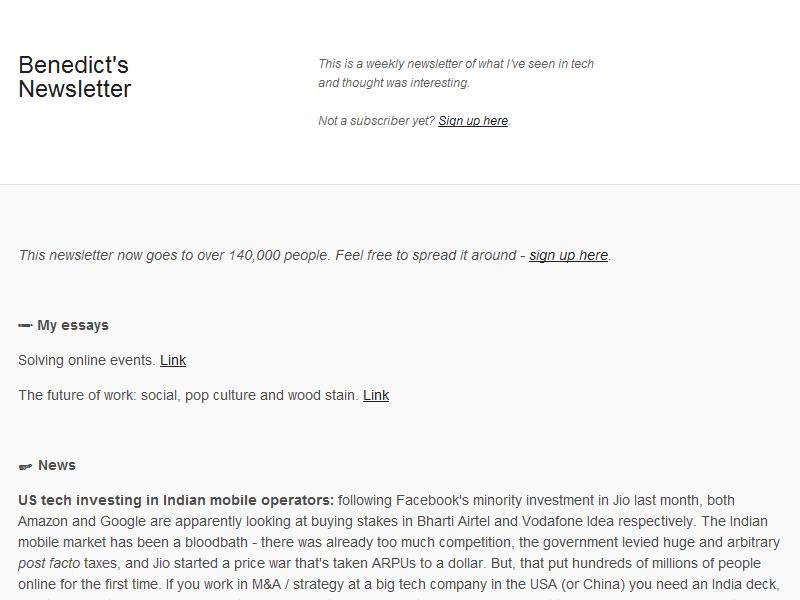 Benedict's
Newsletter
This is a weekly newsletter of what I've seen in tech
and thought was interesting.
Not a subscriber yet? Sign up here.
This newsletter now goes to over 140,000 people. Feel free to spread it around - sign up here.
My essays
Solving online events. Link
The future of work: social, pop culture and wood stain. Link
News
US tech investing in Indian mobile operators: following Facebook's minority investment in Jio last month, both
Amazon and Google are apparently looking at buying stakes in Bharti Airtel and Vodafone Idea respectively. The Indian
mobile market has been a bloodbath - there was already too much competition, the government levied huge and arbitrary
post facto taxes, and Jio started a price war that's taken ARPUs to a dollar. But, that put hundreds of millions of people
online for the first time. If you work in M&A / strategy at a big tech company in the USA (or China) you need an India deck,